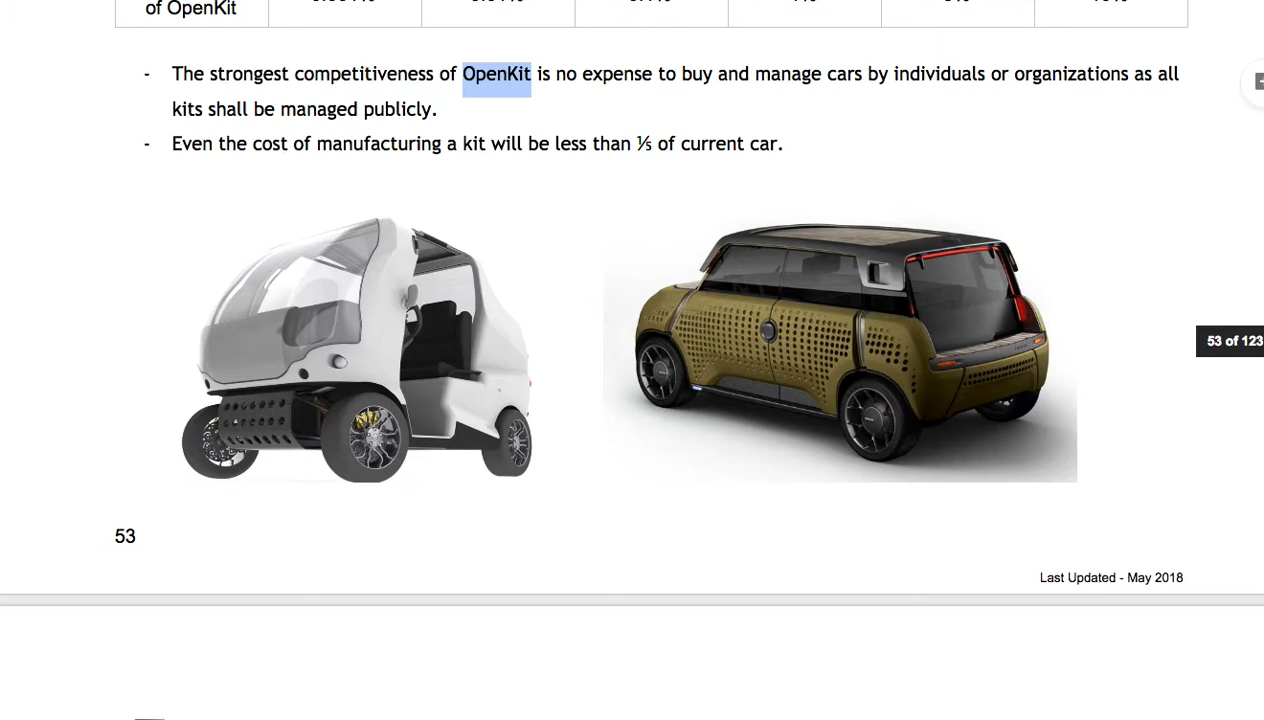 of OpenKit
- The strongest competitiveness of OpenKit is no expense to buy and manage cars by individuals or organizations as all
kits shall be managed publicly.
- Even the cost of manufacturing a kit will be less than ⅕ of current car.
53 of 123
53
Last Updated - May 2018